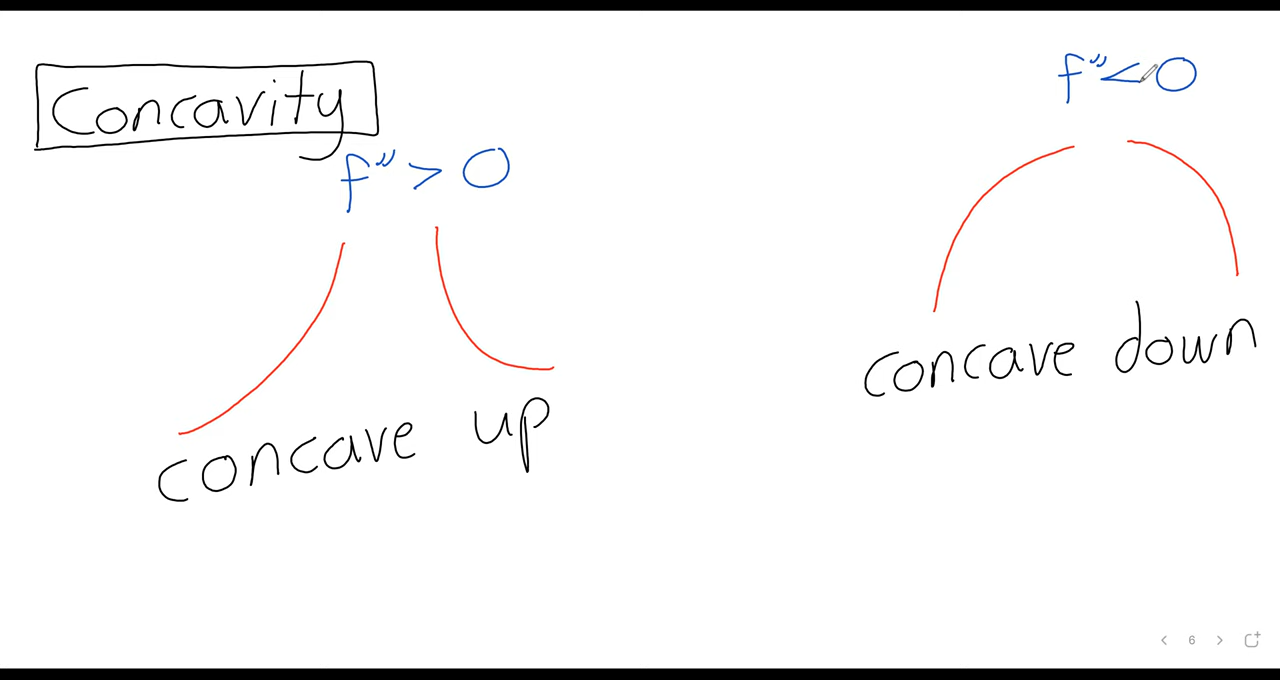 Concavity
f" > 0
concave up
f" < 0
concave down
6